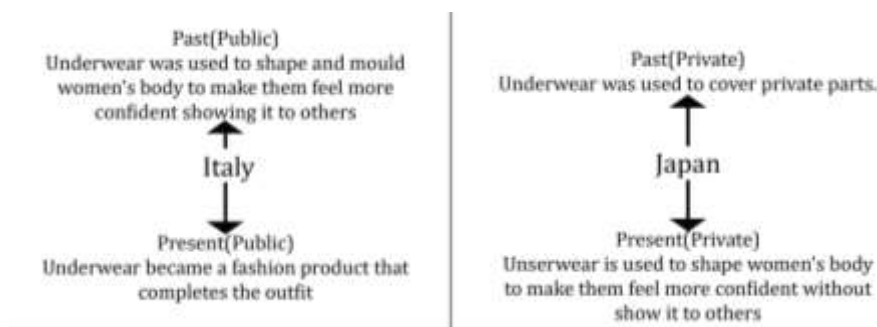 Past(Public)
Underwear was used to shape and mould
women's body to make them feel more
confident showing it to others
Italy
Present(Public)
Underwear became a fashion product that
completes the outfit
Past(Private)
Underwear was used to cover private parts.
Japan
Present(Private)
Unserwear is used to shape women's body
to make them feel more confident without
show it to others